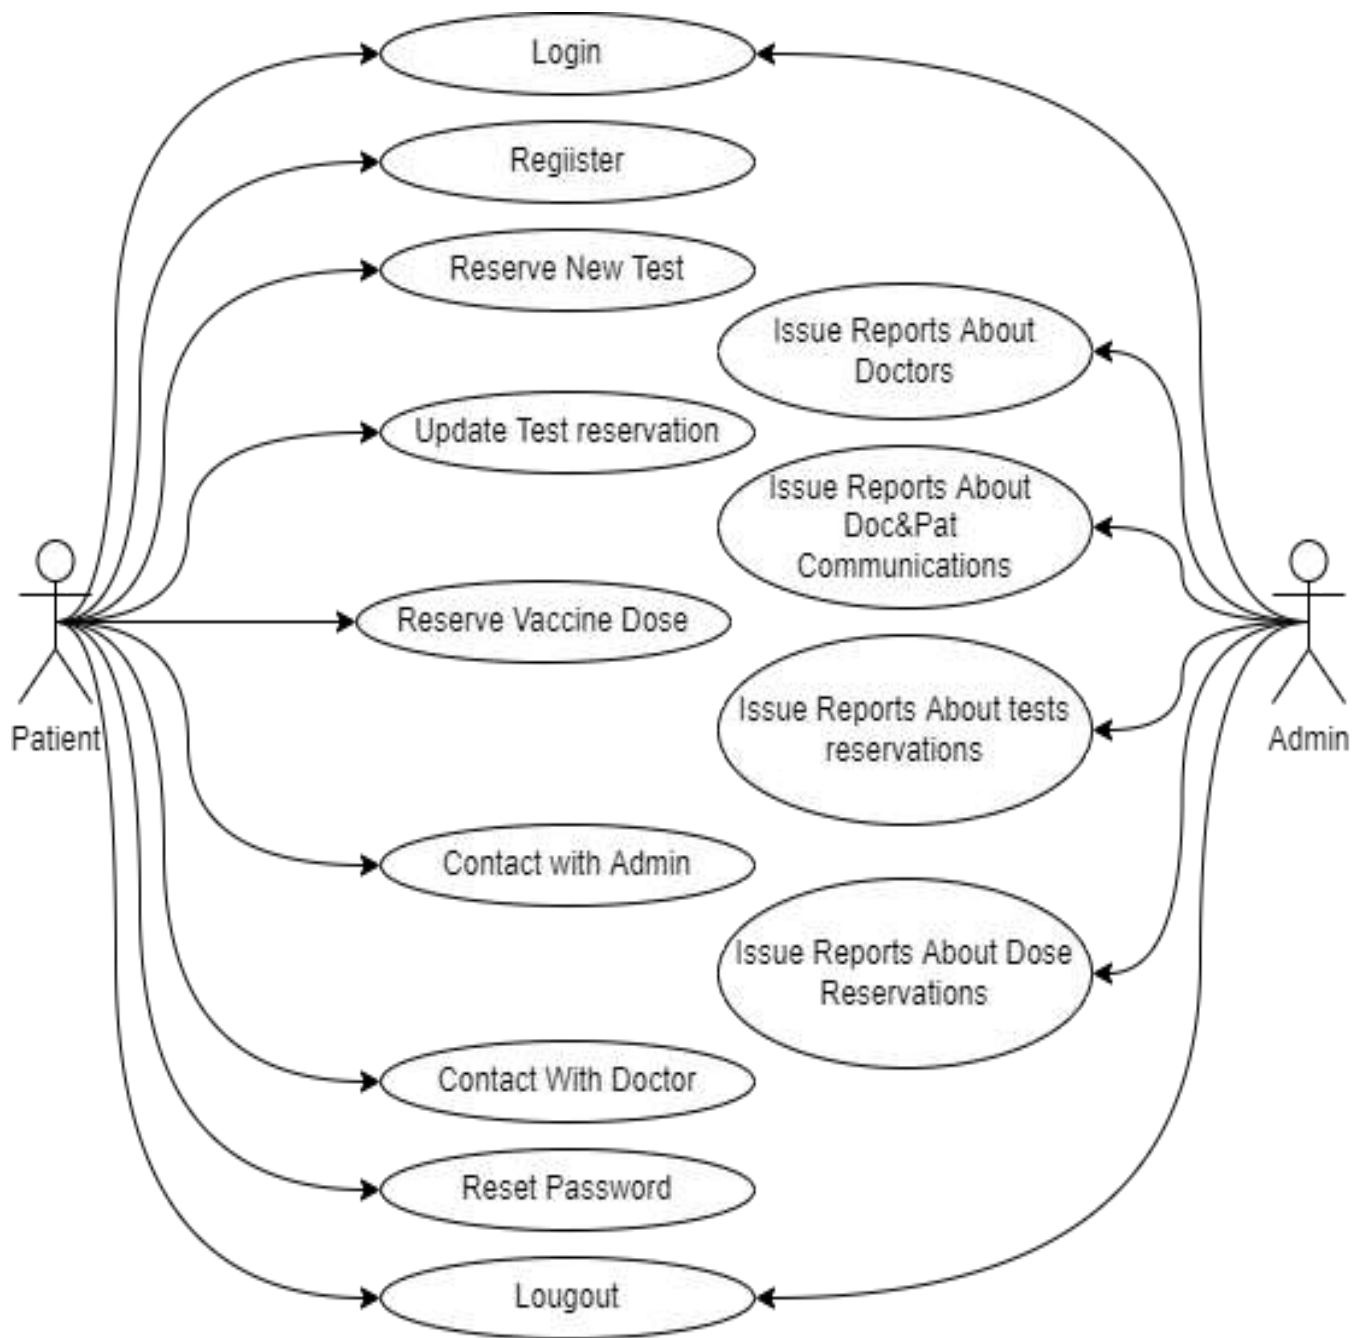 Login
Regiister
Reserve New Test
Issue Reports About
Doctors
Update Test reservation
Issue Reports About
Doc&Pat
Communications
Reserve Vaccine Dose
Issue Reports About tests
reservations
Patient
Admin
Contact with Admin
Issue Reports About Dose
Reservations
Contact With Doctor
Reset Password
Lougout